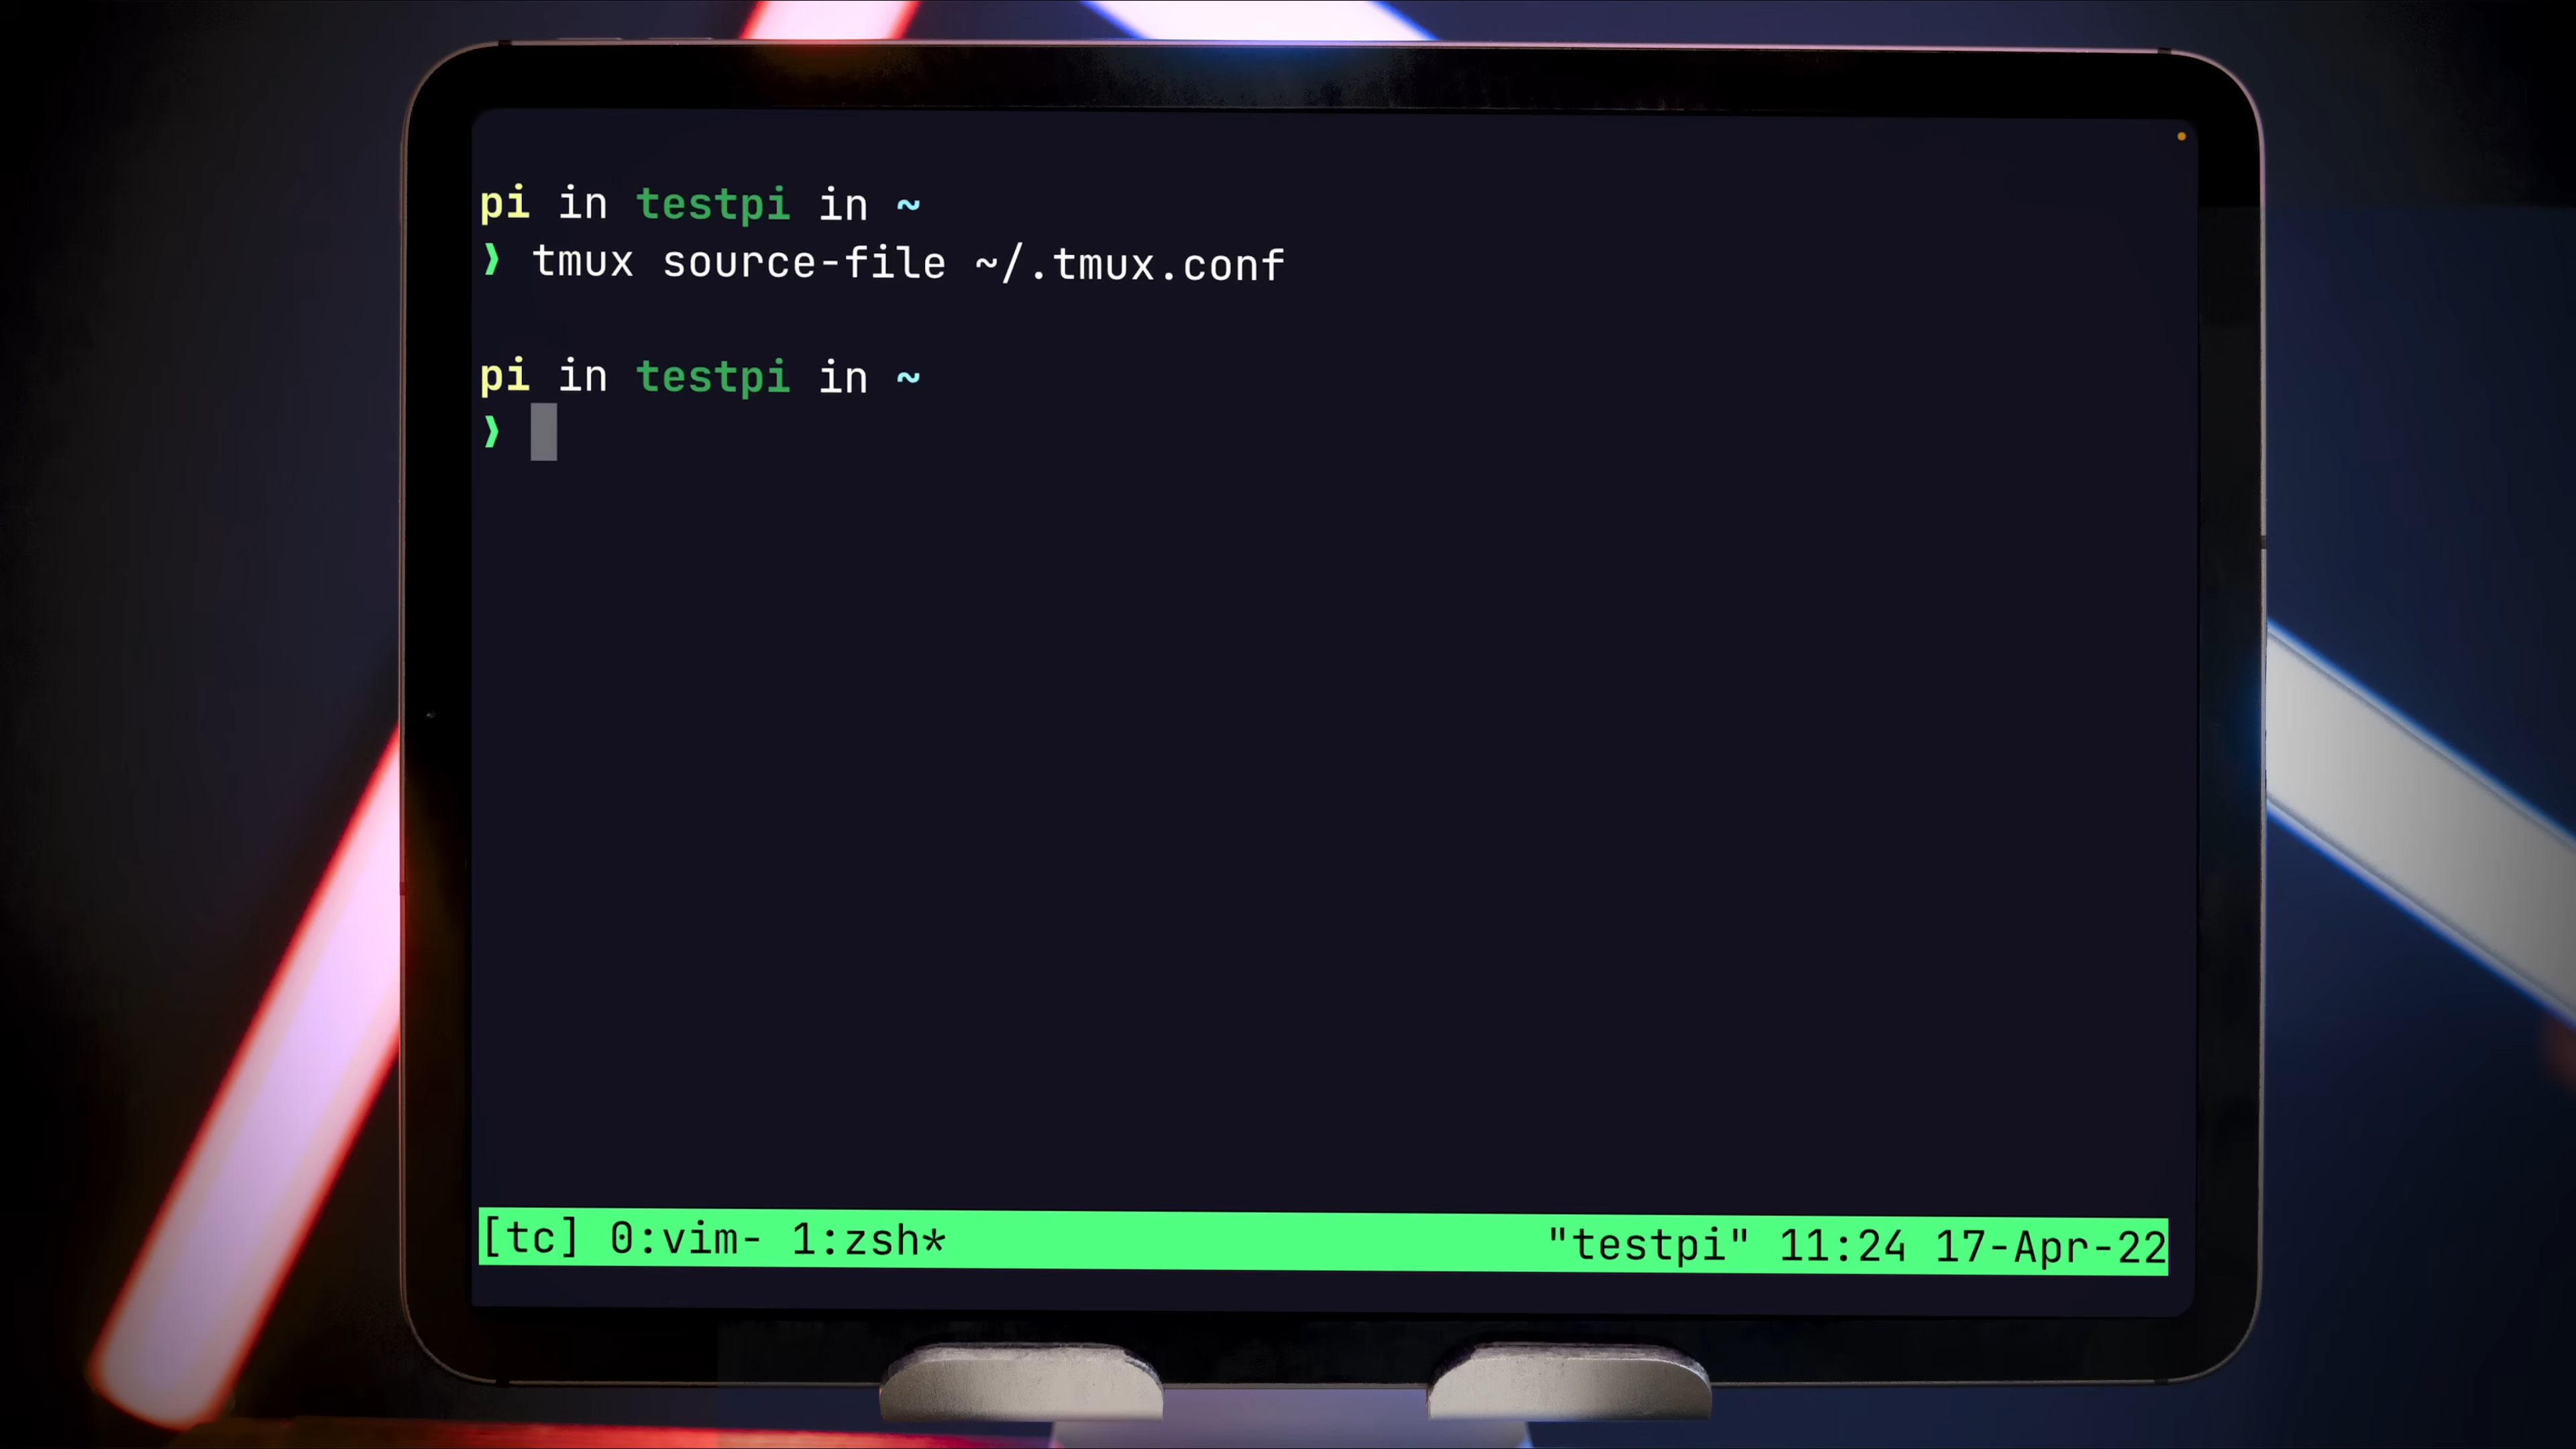 pi in testpi in ~
❯ tmux source-file ~/.tmux.conf
pi in testpi in ~
❯
[tc] 0:vim- 1:zsh* "testpi" 11:24 17-Apr-22